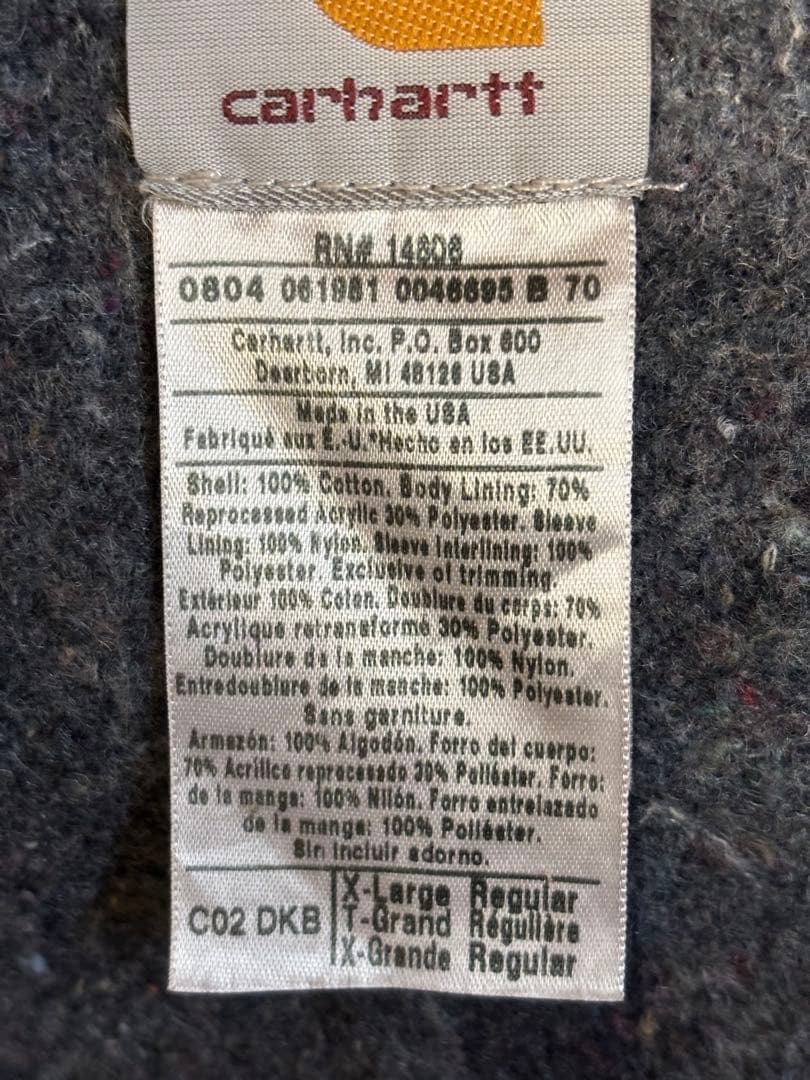 carhartt
RN# 14806
0804 061981 0046695 B 70
Carhartt, Inc. P.O. Box 600
Dearborn, MI 48126 USA
Made in the USA
Fabriqué aux É.-U.*Hecho en los EE.UU.
Shell: 100% Cotton. Body Lining: 70%
Reprocessed Acrylic 30% Polyester. Sleeve
Lining: 100% Nylon. Sleeve Interlining: 100%
Polyester. Exclusive of trimming.
Extérieur 100% Coton. Doublure du corps: 70%
Acrylique retransformé 30% Polyester.
Doublure de la manche: 100% Nylon.
Entredoublure de la manche: 100% Polyester.
Sans garniture.
Armazón: 100% Algodón. Forro del cuerpo:
70% Acrílico reprocesado 30% Poliéster. Forro:
de la manga: 100% Nilón. Forro entrelazado
de la manga: 100% Poliéster.
Sin incluir adorno.
C02 DKB
X-Large Regular
T-Grand Régulière
X-Grande Regular